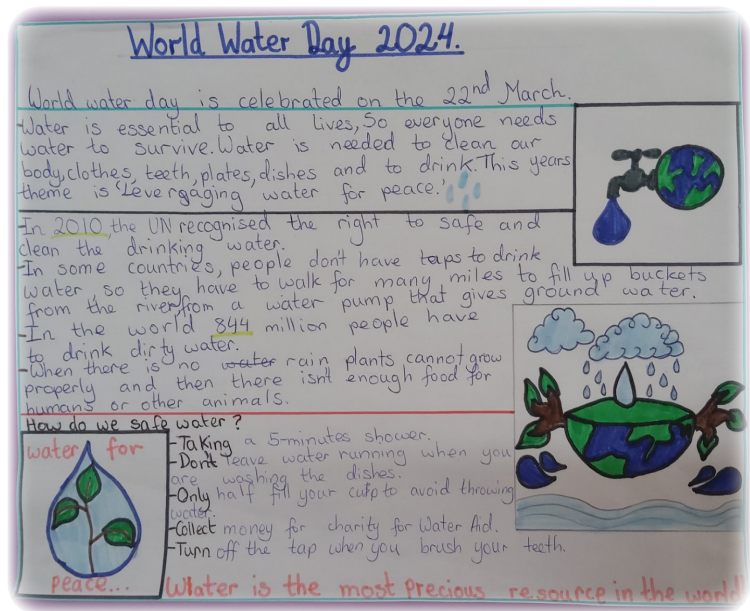 World Water Day 2024.
World water day is celebrated on the 22nd March.
-Water is essential to all lives, So everyone needs
water to survive. Water is needed to clean our
body, clothes, teeth, plates, dishes and to drink. This years
theme is 'Levergaging water for peace.'
-In 2010, the UN recognised the right to safe and
clean the drinking water.
-In some countries, people don't have taps to drink
water, so they have to walk for many miles to fill up buckets
from the river, from a water pump that gives ground water.
-In the world 844 million people have
to drink dirty water.
-When there is no water rain plants cannot grow
properly and then there isn't enough food for
humans or other animals.
How do we safe water?
-Taking a 5-minutes shower.
-Don't leave water running when you
are washing the dishes.
-Only half fill your cup to avoid throwing
water.
-Collect money for charity for Water Aid.
-Turn off the tap when you brush your teeth.
water for
peace...
Water is the most precious resource in the world